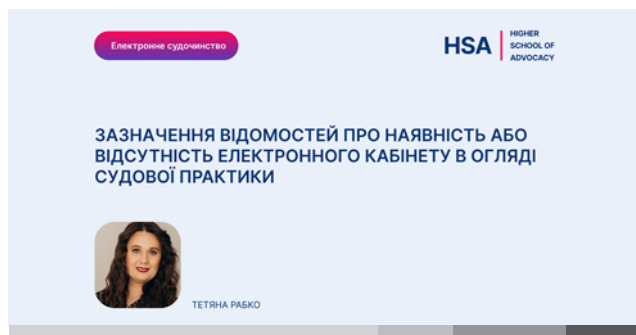 Електронне судочинство
HSA
HIGHER
SCHOOL OF
ADVOCACY
ЗАЗНАЧЕННЯ ВІДОМОСТЕЙ ПРО НАЯВНІСТЬ АБО
ВІДСУТНІСТЬ ЕЛЕКТРОННОГО КАБІНЕТУ В ОГЛЯДІ
СУДОВОЇ ПРАКТИКИ
ТЕТЯНА РАБКО